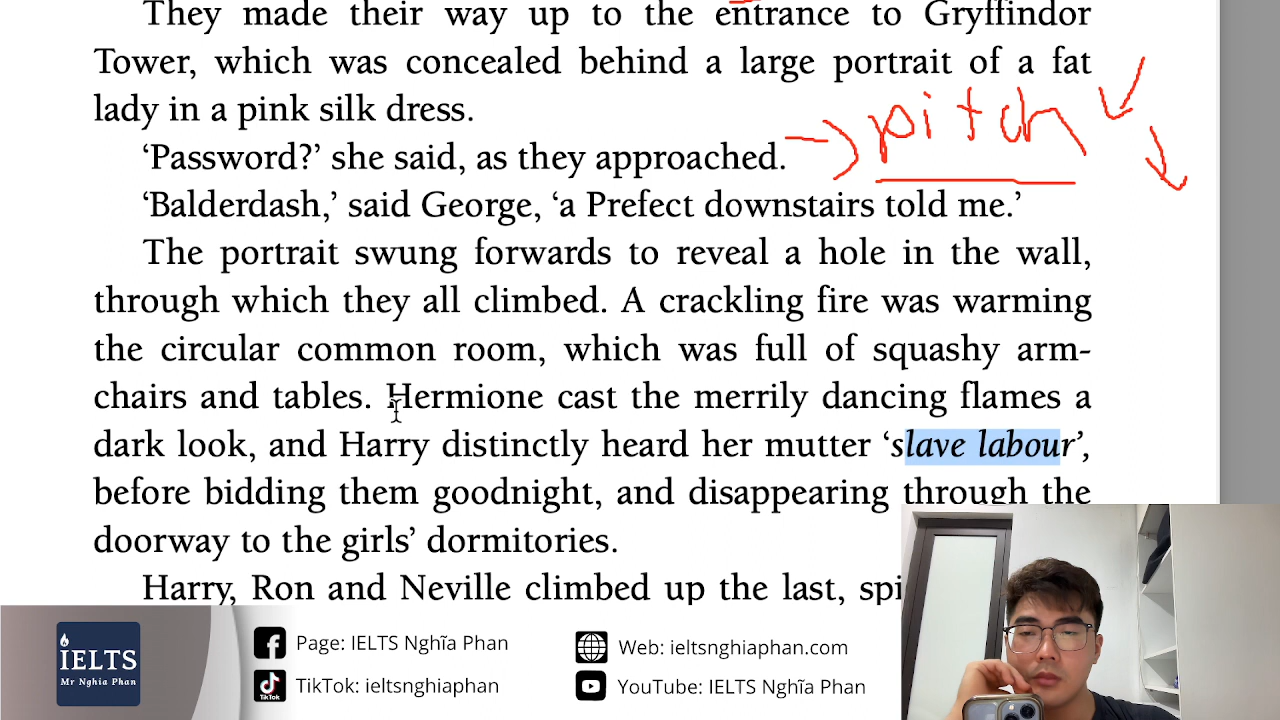 They made their way up to the entrance to Gryffindor
Tower, which was concealed behind a large portrait of a fat
lady in a pink silk dress.
pitch
‘Password?’ she said, as they approached.
‘Balderdash,’ said George, ‘a Prefect downstairs told me.’
The portrait swung forwards to reveal a hole in the wall,
through which they all climbed. A crackling fire was warming
the circular common room, which was full of squashy arm-
chairs and tables. Hermione cast the merrily dancing flames a
dark look, and Harry distinctly heard her mutter ‘slave labour’,
before bidding them goodnight, and disappearing through the
doorway to the girls’ dormitories.
Harry, Ron and Neville climbed up the last,
IELTS
Mr Nghia Phan
Page: IELTS Nghĩa Phan
TikTok
TikTok: ieltsnghiaphan
Web: ieltsnghiaphan.com
YouTube: IELTS Nghĩa Phan